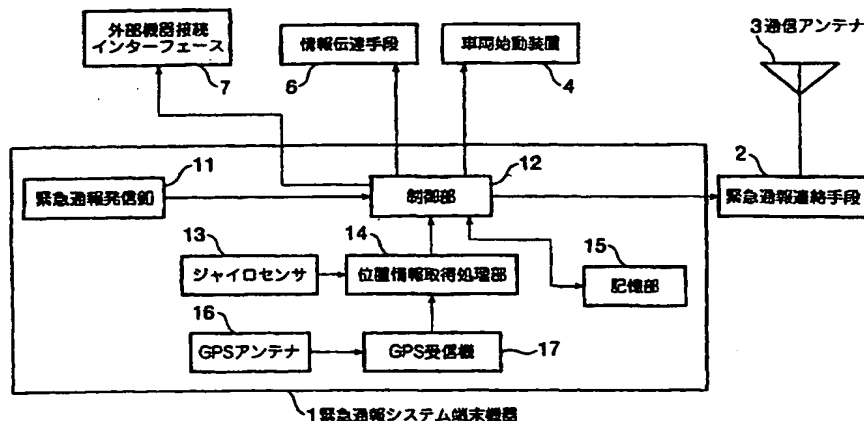 外部機器接続
インターフェース
7
情報伝達手段
6
車両始動装置
4
3通信アンテナ
緊急通報発信釦
11
制御部
12
2
緊急通報連絡手段
13
ジャイロセンサ
14
位置情報取得処理部
15
記憶部
16
GPSアンテナ
GPS受信機
17
1緊急通報システム端末機器